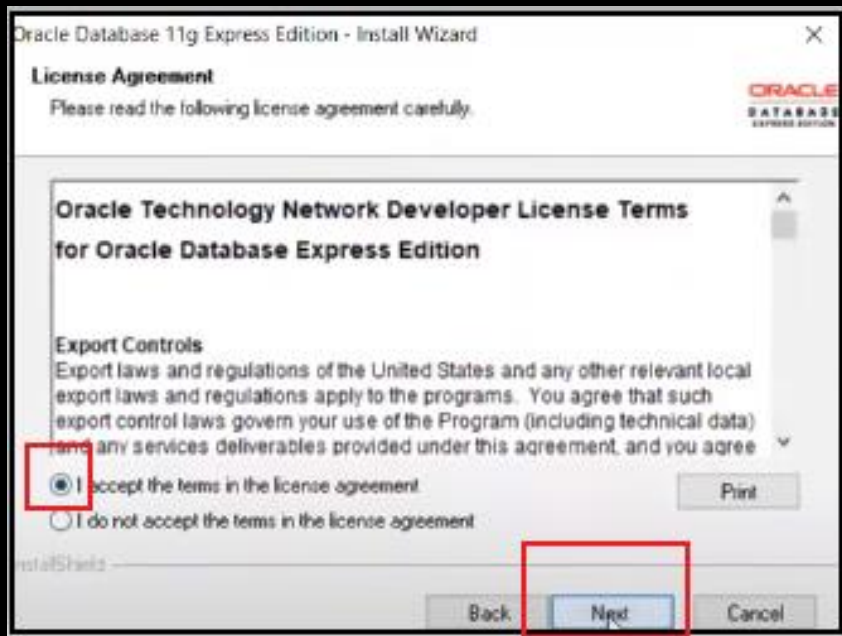 Oracle Database 11g Express Edition - Install Wizard
License Agreement
Please read the following license agreement carefully.
ORACLE
DATABASE
EXPRESS EDITION
Oracle Technology Network Developer License Terms
for Oracle Database Express Edition
Export Controls
Export laws and regulations of the United States and any other relevant local
export laws and regulations apply to the programs. You agree that such
export control laws govern your use of the Program (including technical data)
and any services deliverables provided under this agreement, and you agree
I accept the terms in the license agreement
Print
I do not accept the terms in the license agreement
InstallShield
Back
Next
Cancel